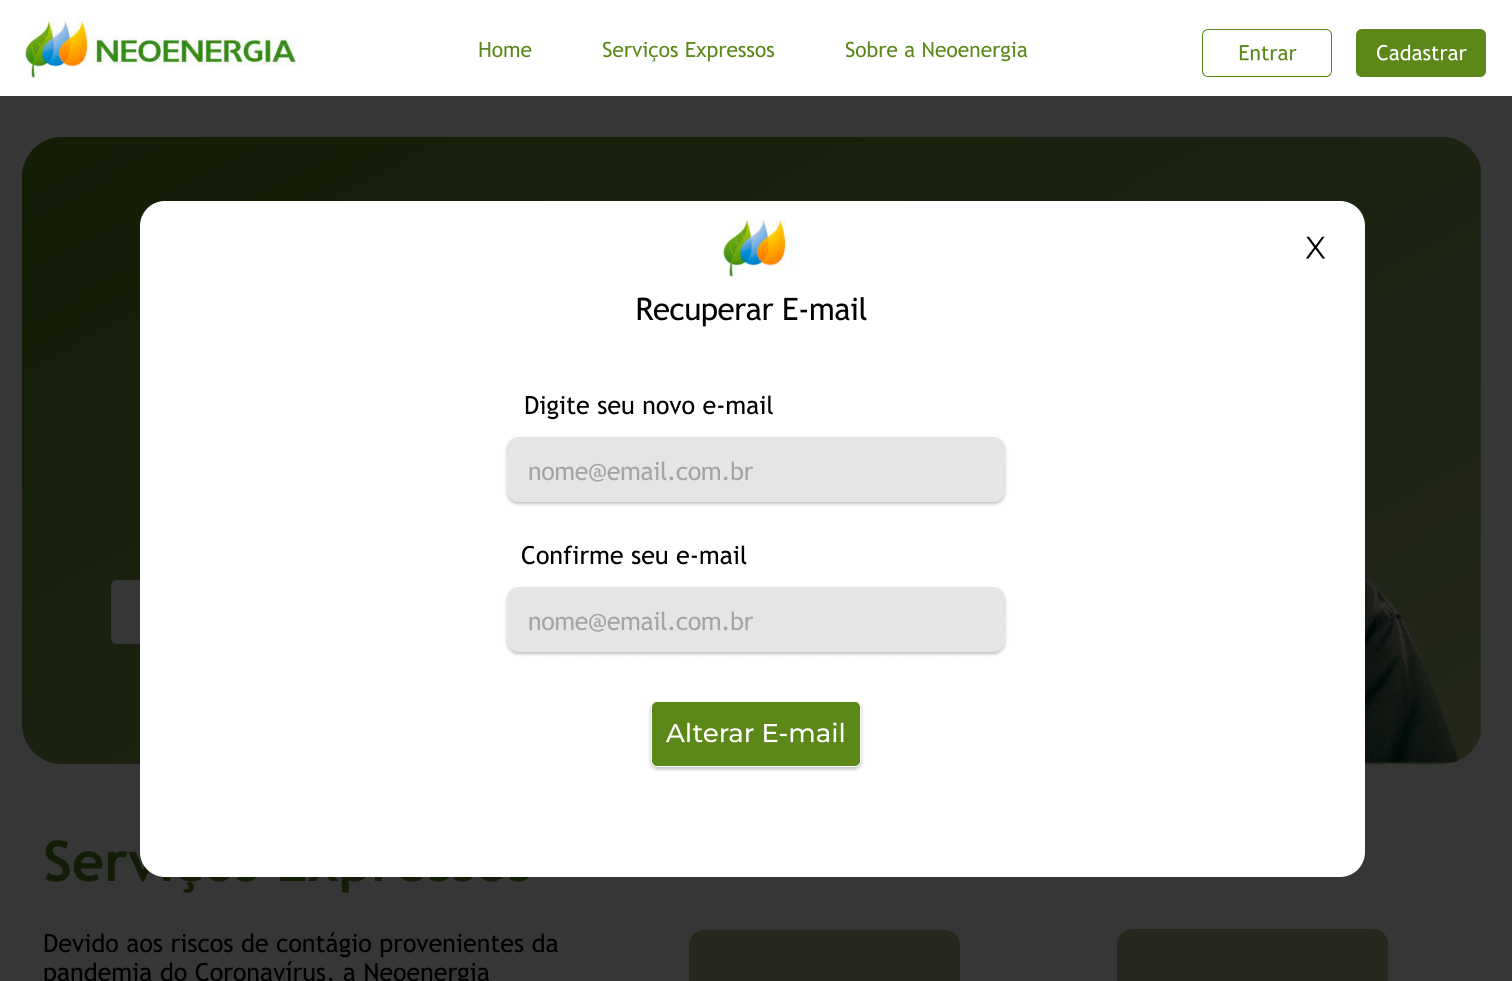 NEOENERGIA
Home
Serviços Expressos
Sobre a Neoenergia
Entrar
Cadastrar
X
Recuperar E-mail
Digite seu novo e-mail
nome@email.com.br
Confirme seu e-mail
nome@email.com.br
Alterar E-mail
Serviços Expressos
Devido aos riscos de contágio provenientes da
pandemia do Coronavírus, a Neoenergia